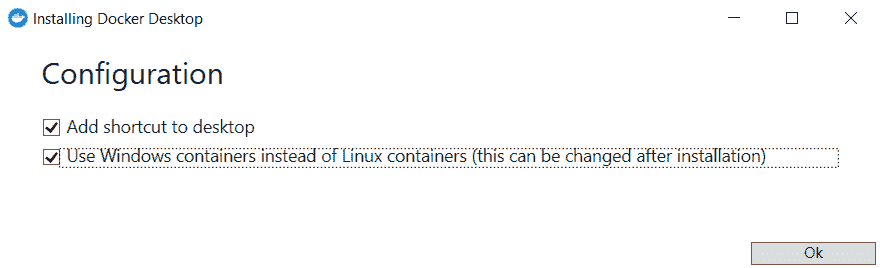 Installing Docker Desktop
Configuration
Add shortcut to desktop
Use Windows containers instead of Linux containers (this can be changed after installation)
Ok